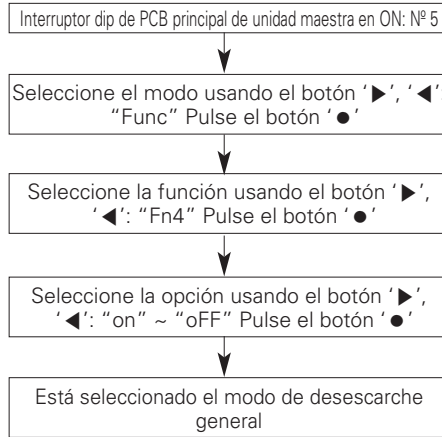 Interruptor dip de PCB principal de unidad maestra en ON: Nº 5
Seleccione el modo usando el botón ‘▶’, ‘◀’:
“Func” Pulse el botón ‘●’
Seleccione la función usando el botón ‘▶’,
‘◀’: “Fn4” Pulse el botón ‘●’
Seleccione la opción usando el botón ‘▶’,
‘◀’: “on” ~ “oFF” Pulse el botón ‘●’
Está seleccionado el modo de desescarche
general